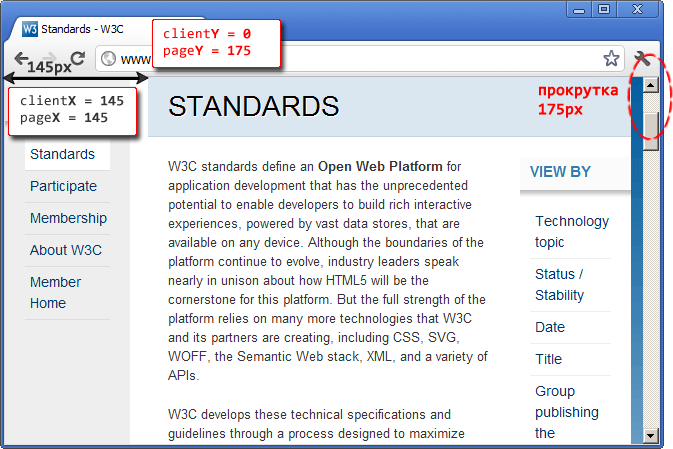 W3 Standards - W3C
clientY = 0
pageY = 175
www
145px
clientX = 145
pageX = 145
STANDARDS
прокрутка
175px
Standards
Participate
Membership
About W3C
Member
Home
W3C standards define an Open Web Platform for
application development that has the unprecedented
potential to enable developers to build rich interactive
experiences, powered by vast data stores, that are
available on any device. Although the boundaries of the
platform continue to evolve, industry leaders speak
nearly in unison about how HTML5 will be the
cornerstone for this platform. But the full strength of the
platform relies on many more technologies that W3C
and its partners are creating, including CSS, SVG,
WOFF, the Semantic Web stack, XML, and a variety of
APIs.
W3C develops these technical specifications and
guidelines through a process designed to maximize
VIEW BY
Technology
topic
Status /
Stability
Date
Title
Group
publishing
the